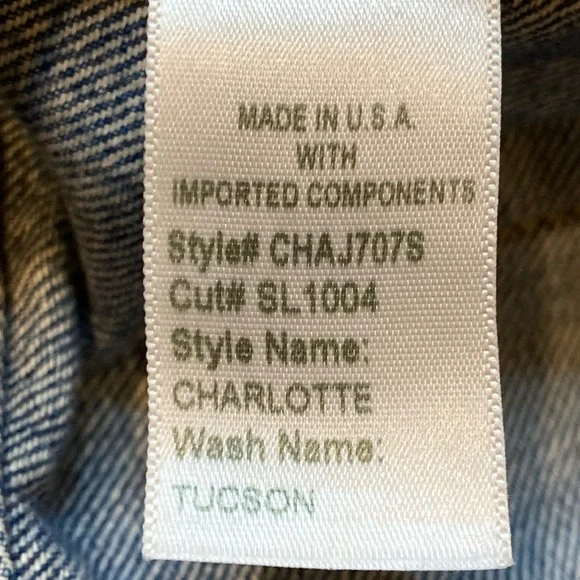 MADE IN U.S.A.
WITH
IMPORTED COMPONENTS
Style# CHAJ707S
Cut# SL1004
Style Name:
CHARLOTTE
Wash Name:
TUCSON